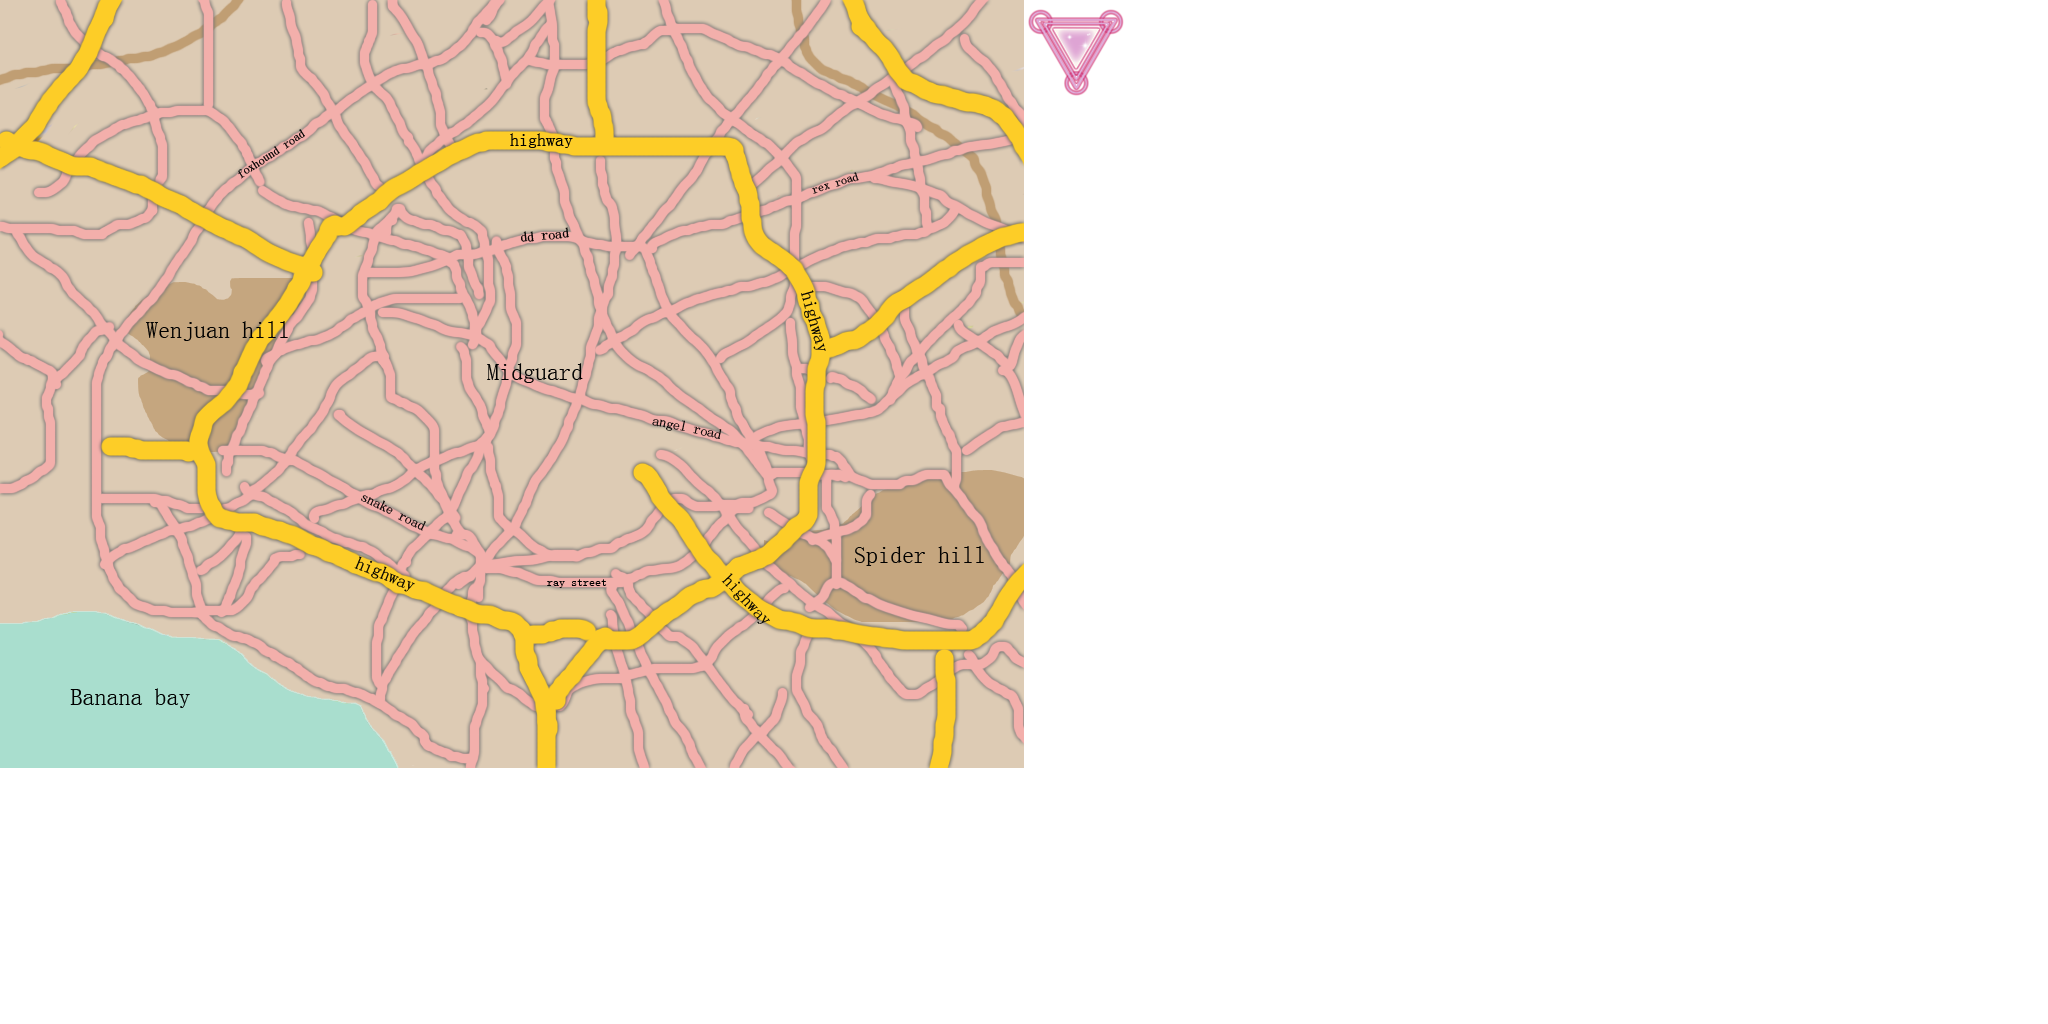 highway
foxhound road
rex road
dd road
Wenjuan hill
highway
Midguard
angel road
snake road
Spider hill
highway
ray street
highway
Banana bay